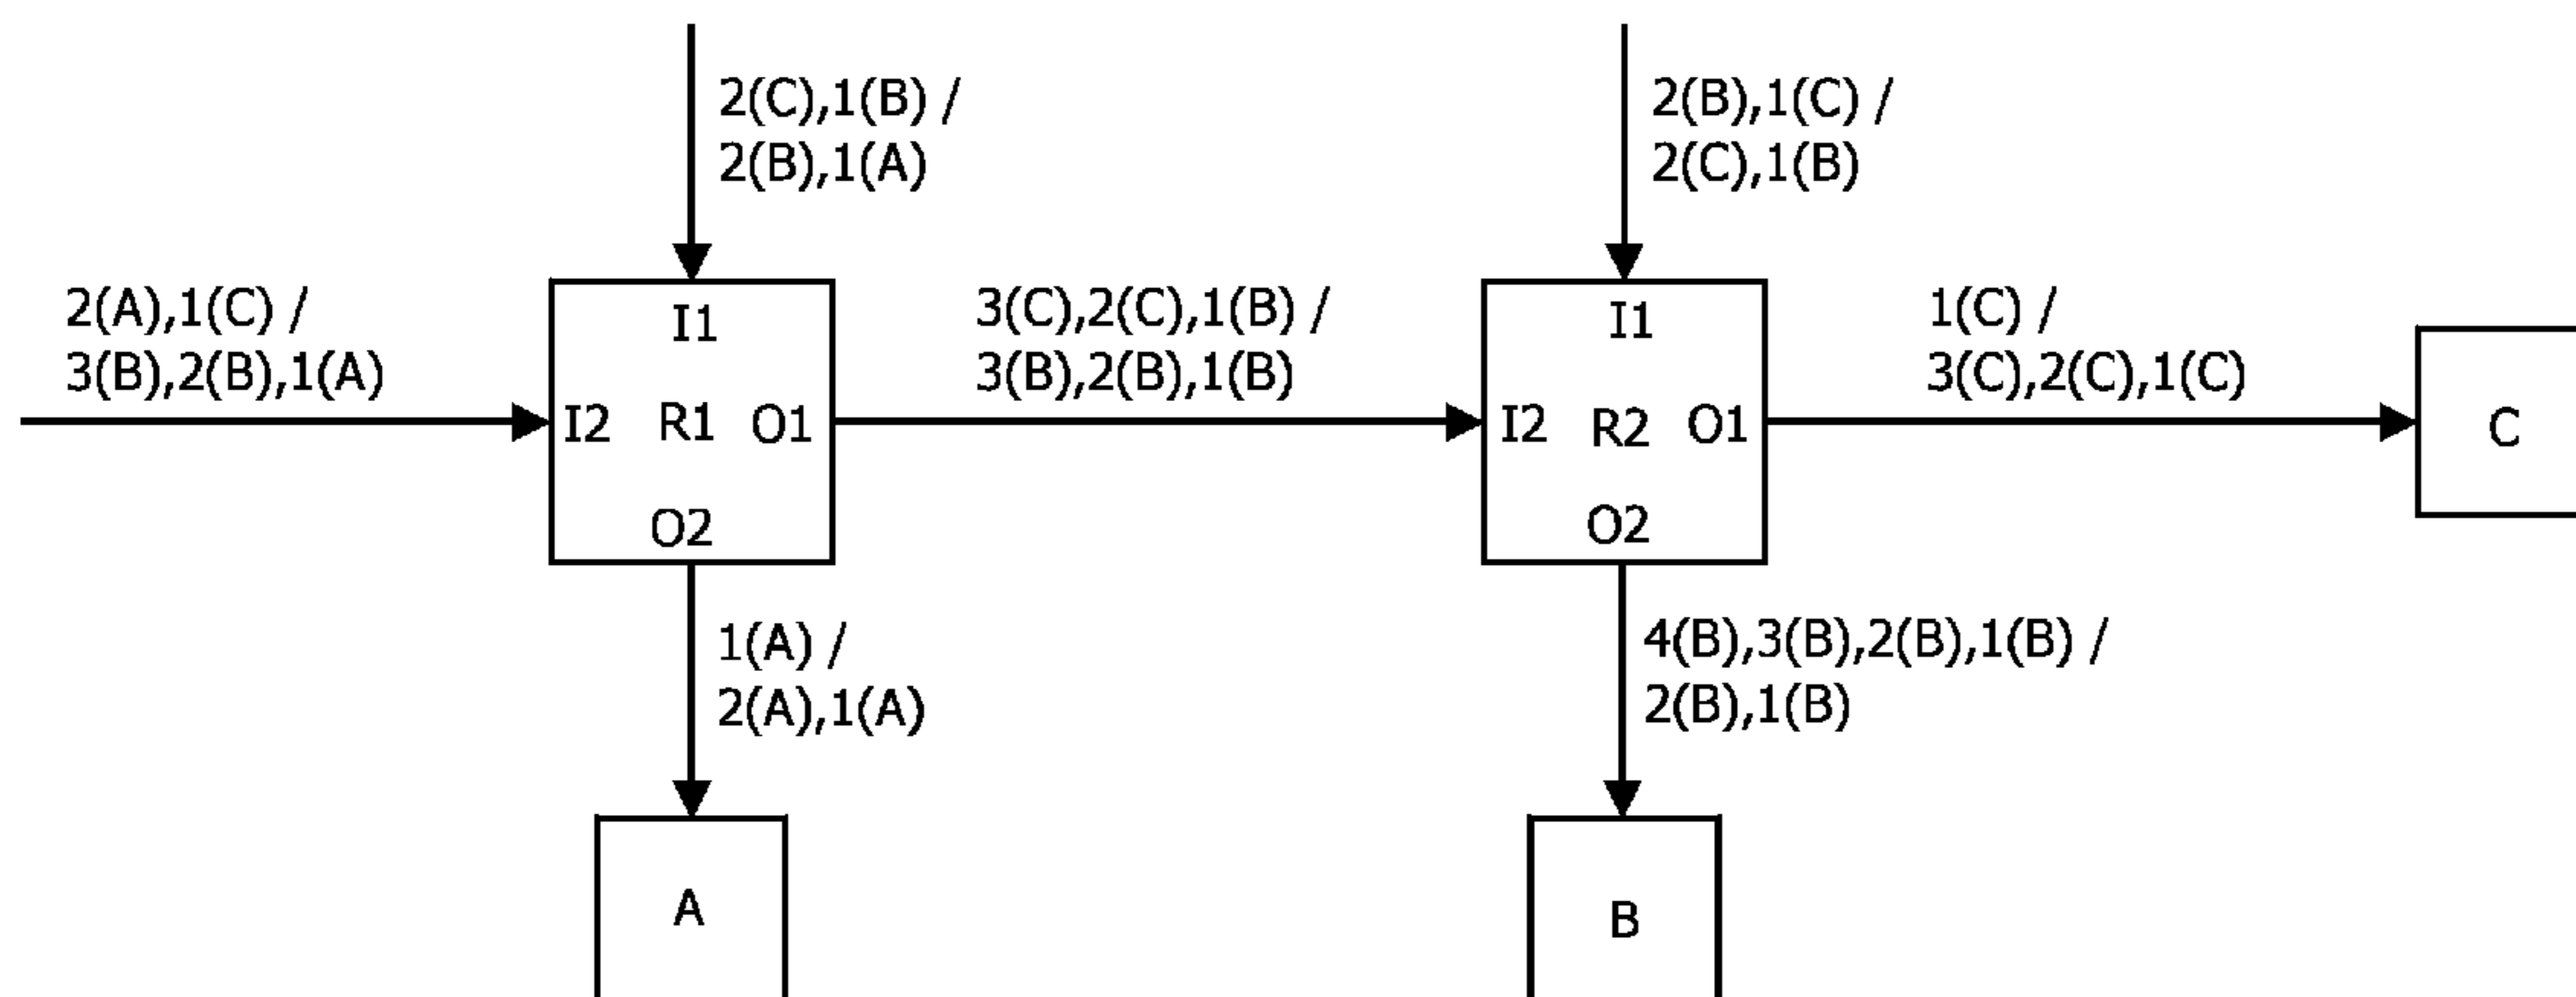 2(C),1(B) /
2(B),1(A)
2(B),1(C) /
2(C),1(B)
2(A),1(C) /
3(B),2(B),1(A)
I1
I2 R1 O1
O2
3(C),2(C),1(B) /
3(B),2(B),1(B)
I1
I2 R2 O1
O2
1(C) /
3(C),2(C),1(C)
C
1(A) /
2(A),1(A)
4(B),3(B),2(B),1(B) /
2(B),1(B)
A
B